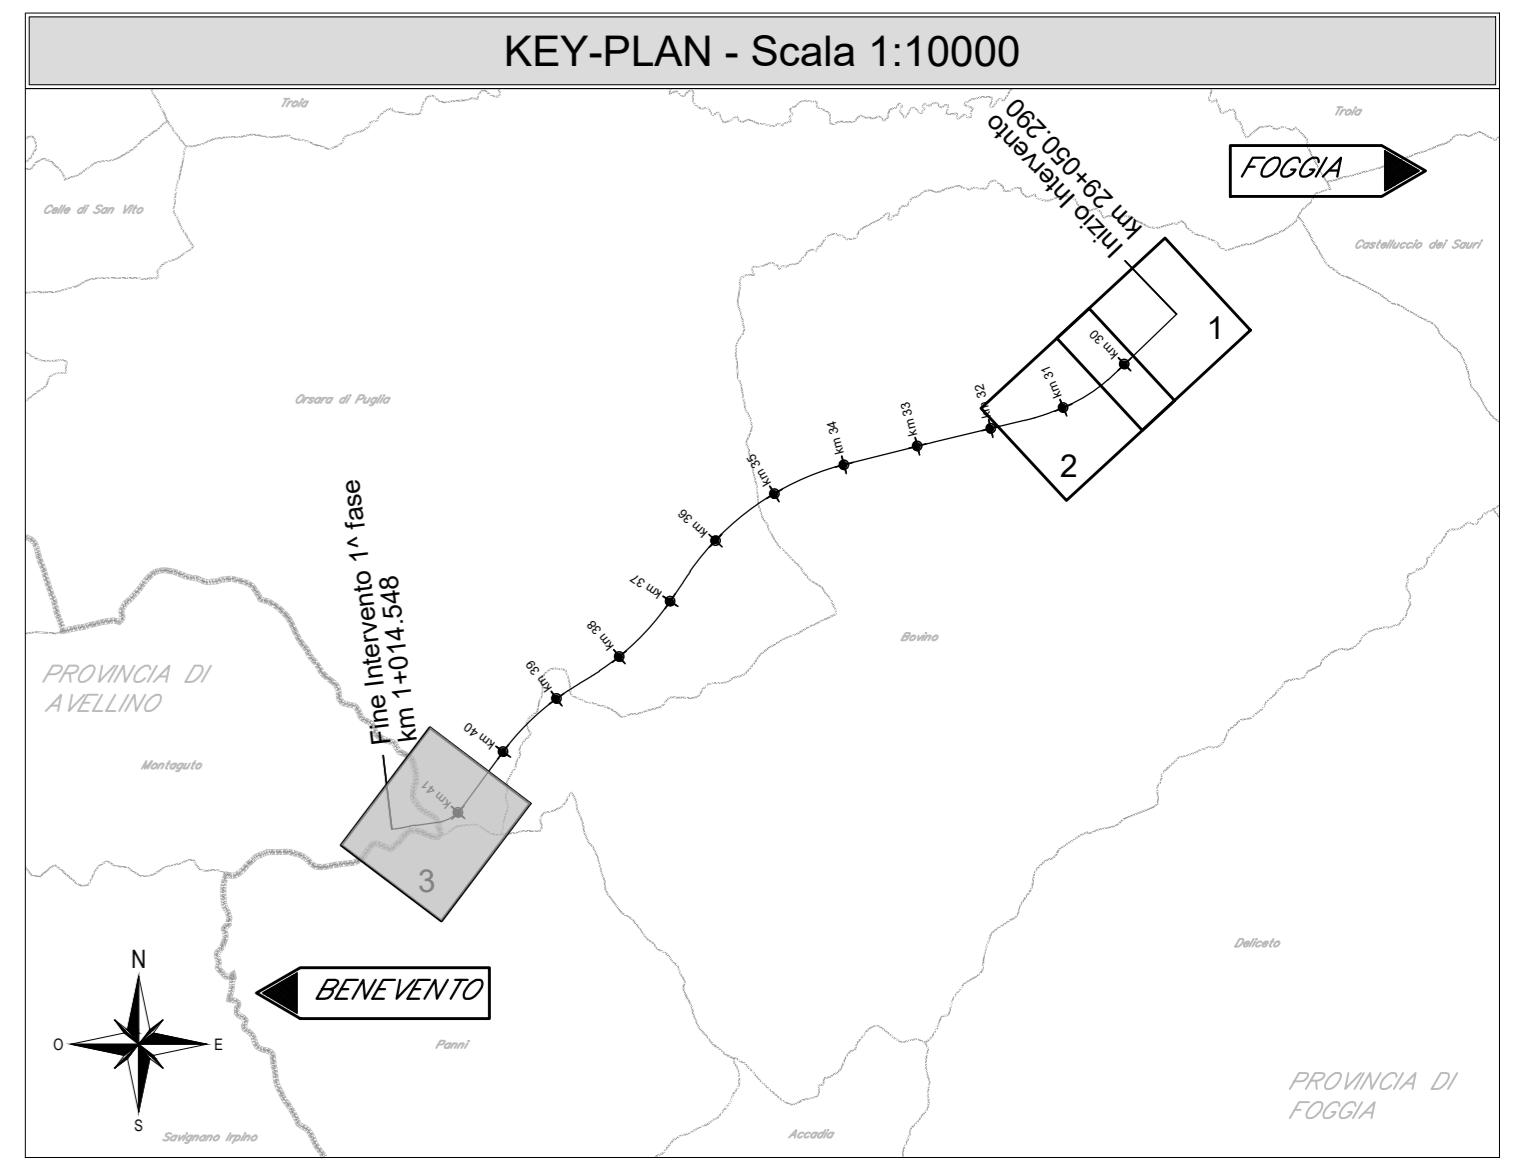 KEY-PLAN - Scala 1:10000
Troia
Troia
Inizio Intervento
km 29+050.290
FOGGIA
Celle di San Vito
Castelluccio dei Sauri
1
km 30
km 31
km 32
km 33
km 34
km 35
km 36
km 37
km 38
km 39
km 40
km 41
2
Orsara di Puglia
Fine Intervento 1^ fase
km 1+014.548
Bovino
PROVINCIA DI
AVELLINO
Montaguto
3
Deliceto
N
O
E
S
BENEVENTO
Panni
PROVINCIA DI
FOGGIA
Savignano Irpino
Accadia